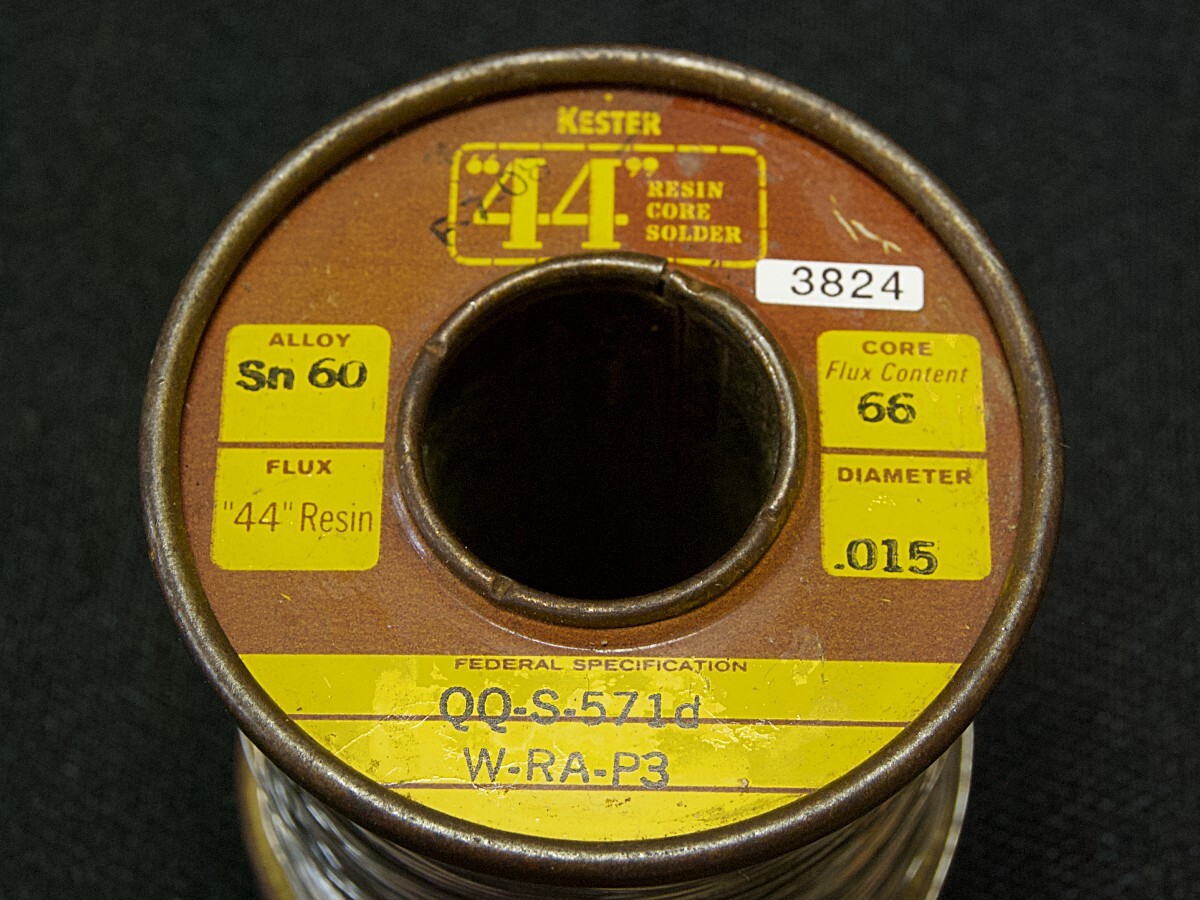 KESTER
"44"
RESIN
CORE
SOLDER
3824
ALLOY
Sn 60
FLUX
"44" Resin
CORE
Flux Content
66
DIAMETER
.015
FEDERAL SPECIFICATION
QQ-S-571d
W-RA-P3